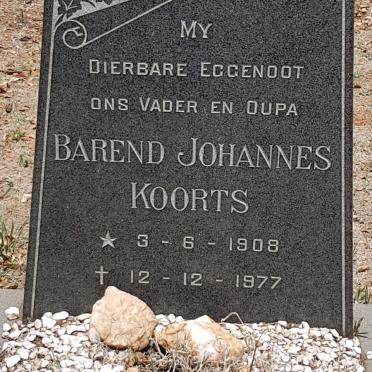 MY
DIERBARE EGGENOOT
ONS VADER EN OUPA
BAREND JOHANNES
KOORTS
★ 3 - 6 - 1908
✝ 12 - 12 - 1977